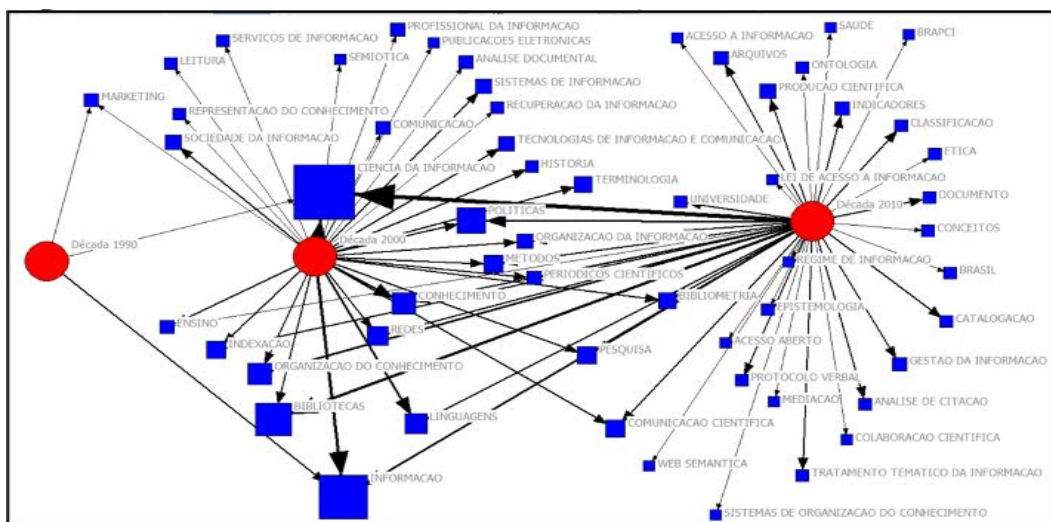 PROFISSIONAL DA INFORMACAO
SAUDE
SERVICOS DE INFORMACAO
PUBLICACOES ELETRONICAS
ACESSO A INFORMACAO
BRAPCI
LEITURA
SEMIOTICA
ANALISE DOCUMENTAL
ARQUIVOS
ONTOLOGIA
MARKETING
SISTEMAS DE INFORMACAO
PRODUCAO CIENTIFICA
REPRESENTACAO DO CONHECIMENTO
RECUPERACAO DA INFORMACAO
INDICADORES
COMUNICACAO
CLASSIFICACAO
SOCIEDADE DA INFORMACAO
TECNOLOGIAS DE INFORMACAO E COMUNICACAO
ETICA
CIENCIA DA INFORMACAO
HISTORIA
LEI DE ACESSO A INFORMACAO
TERMINOLOGIA
DOCUMENTO
UNIVERSIDADE
Década 2010
POLITICAS
CONCEITOS
Década 1990
Década 2000
ORGANIZACAO DA INFORMACAO
METODOS
REGIME DE INFORMACAO
PERIODICOS CIENTIFICOS
BRASIL
CONHECIMENTO
BIBLIOMETRIA
EPISTEMOLOGIA
CATALOGACAO
ENSINO
REDES
INDEXACAO
ACESSO ABERTO
PESQUISA
GESTAO DA INFORMACAO
ORGANIZACAO DO CONHECIMENTO
PROTOCOLO VERBAL
MEDIACAO
ANALISE DE CITACAO
BIBLIOTECAS
LINGUAGENS
COMUNICACAO CIENTIFICA
COLABORACAO CIENTIFICA
WEB SEMANTICA
INFORMACAO
TRATAMENTO TEMATICO DA INFORMACAO
SISTEMAS DE ORGANIZACAO DO CONHECIMENTO